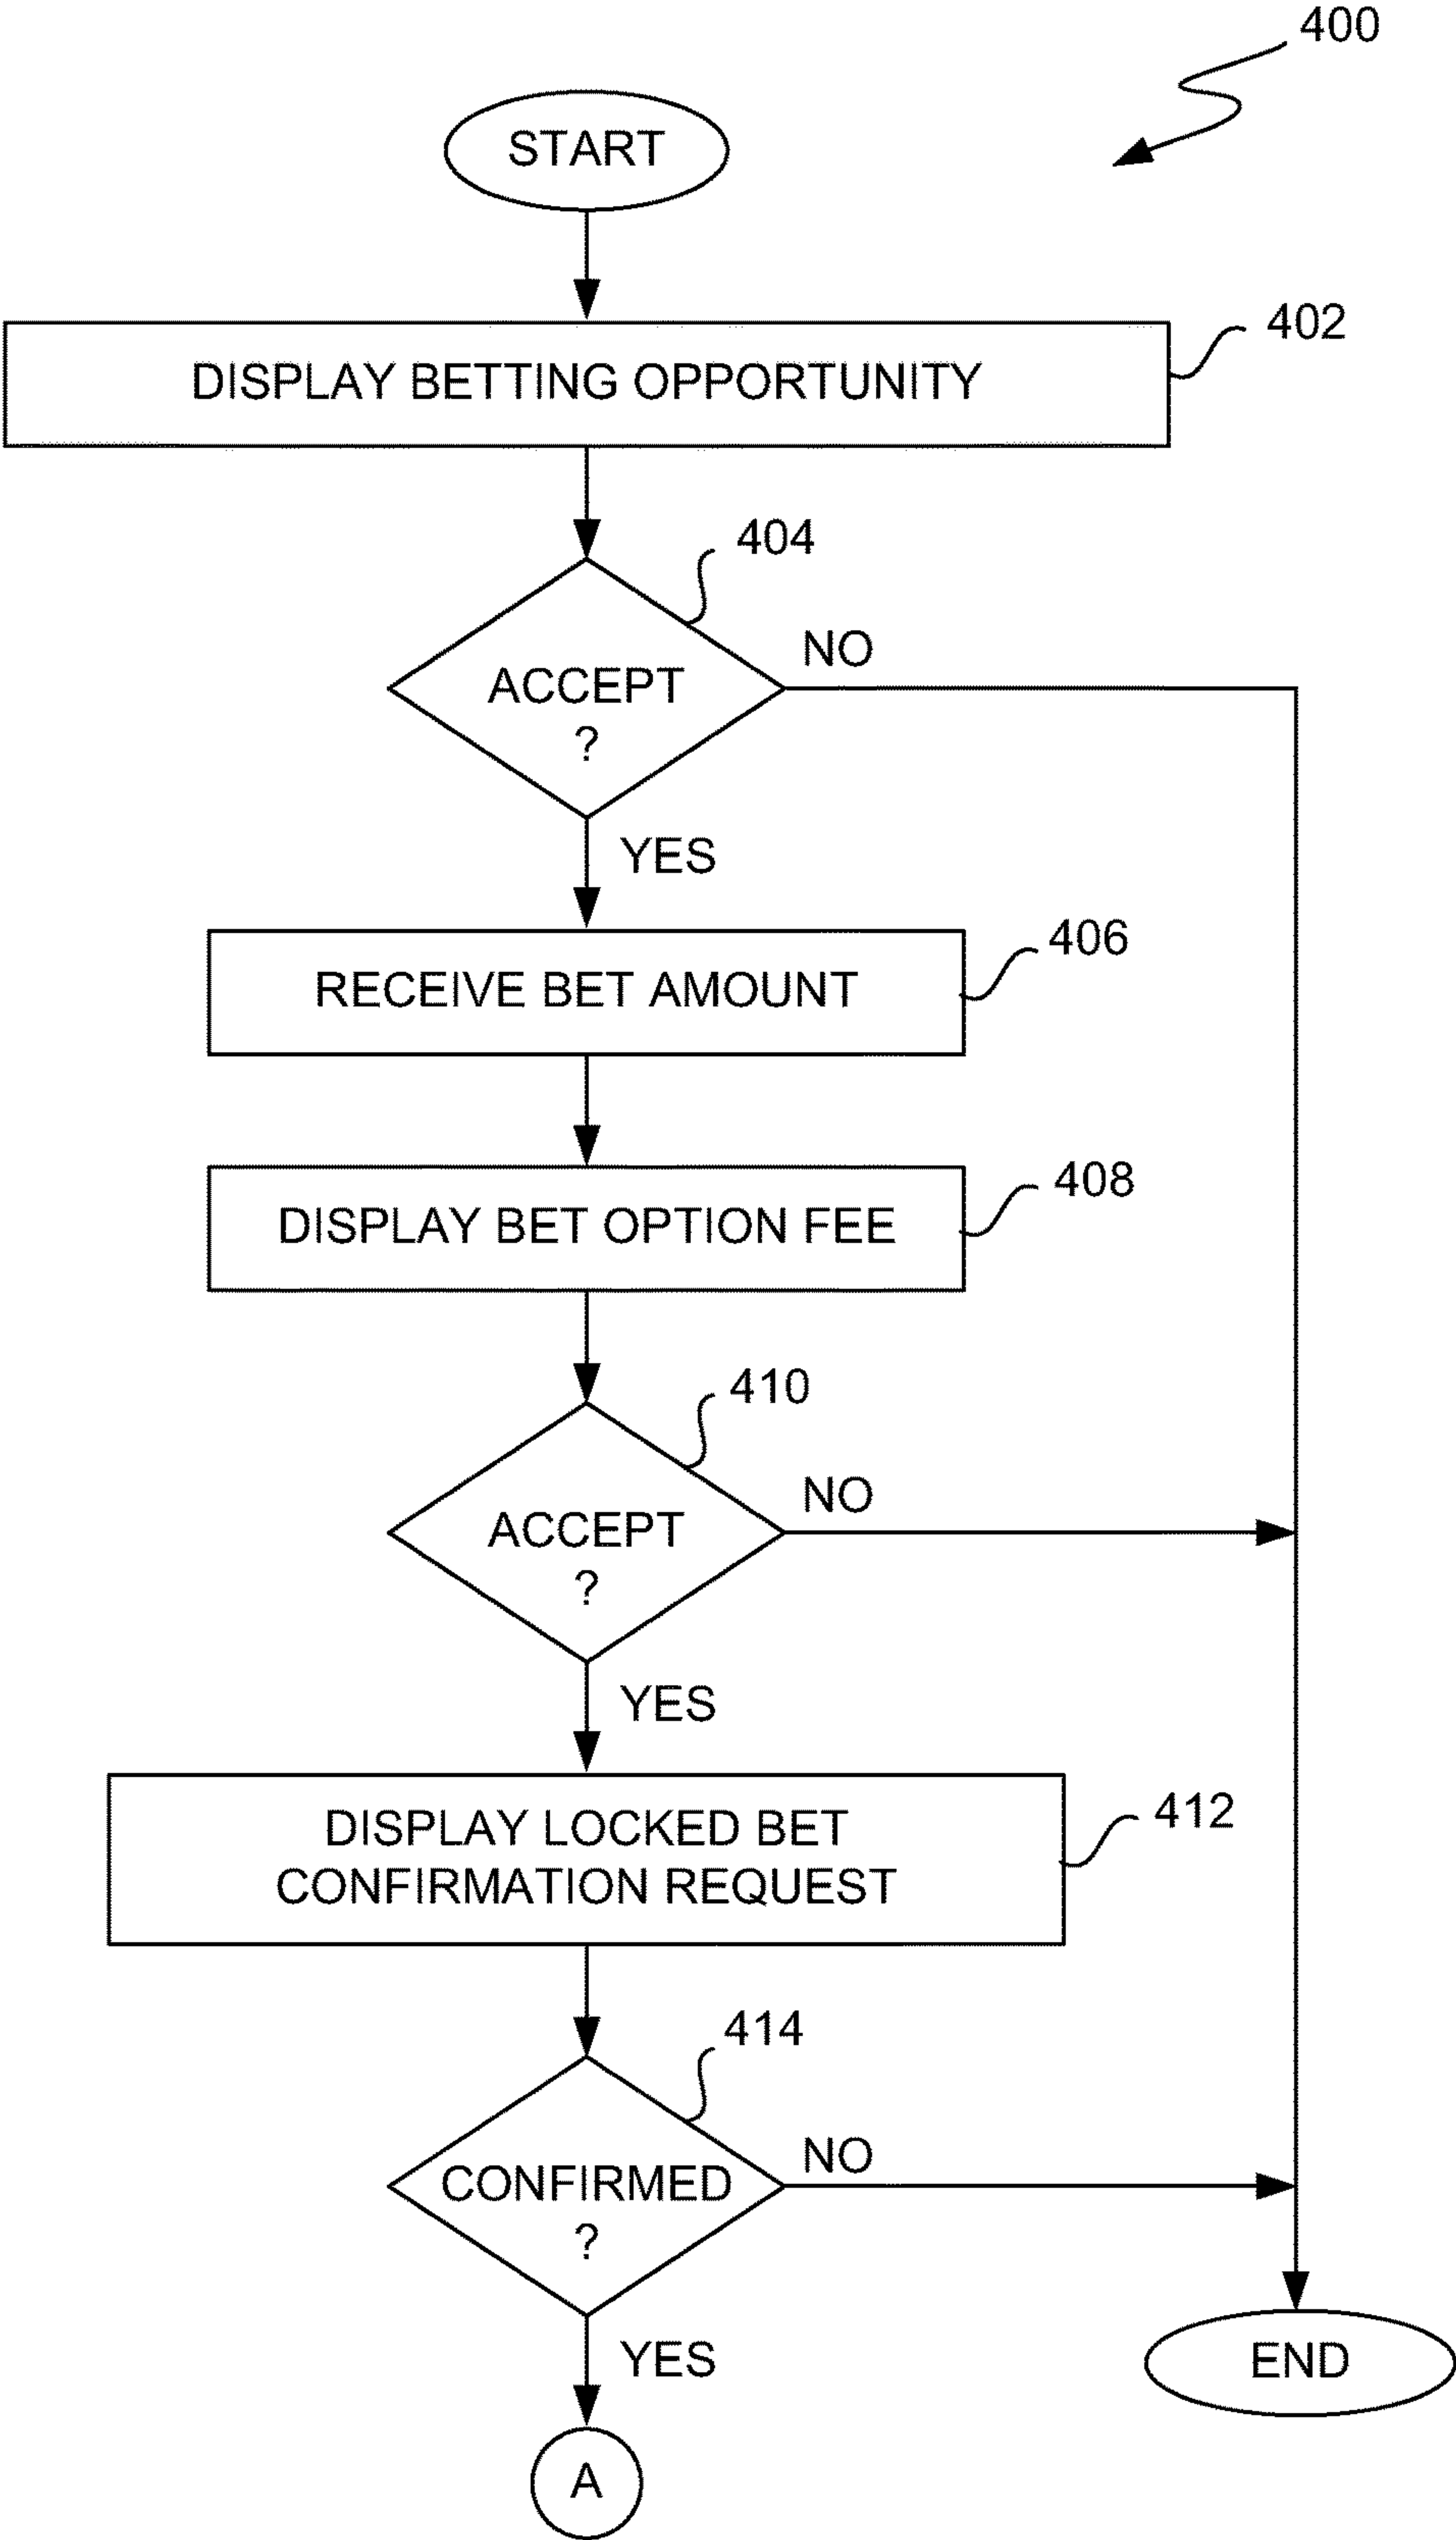 400
START
402
DISPLAY BETTING OPPORTUNITY
404
NO
ACCEPT
?
YES
406
RECEIVE BET AMOUNT
408
DISPLAY BET OPTION FEE
410
NO
ACCEPT
?
YES
412
DISPLAY LOCKED BET
CONFIRMATION REQUEST
414
NO
CONFIRMED
?
YES
END
A